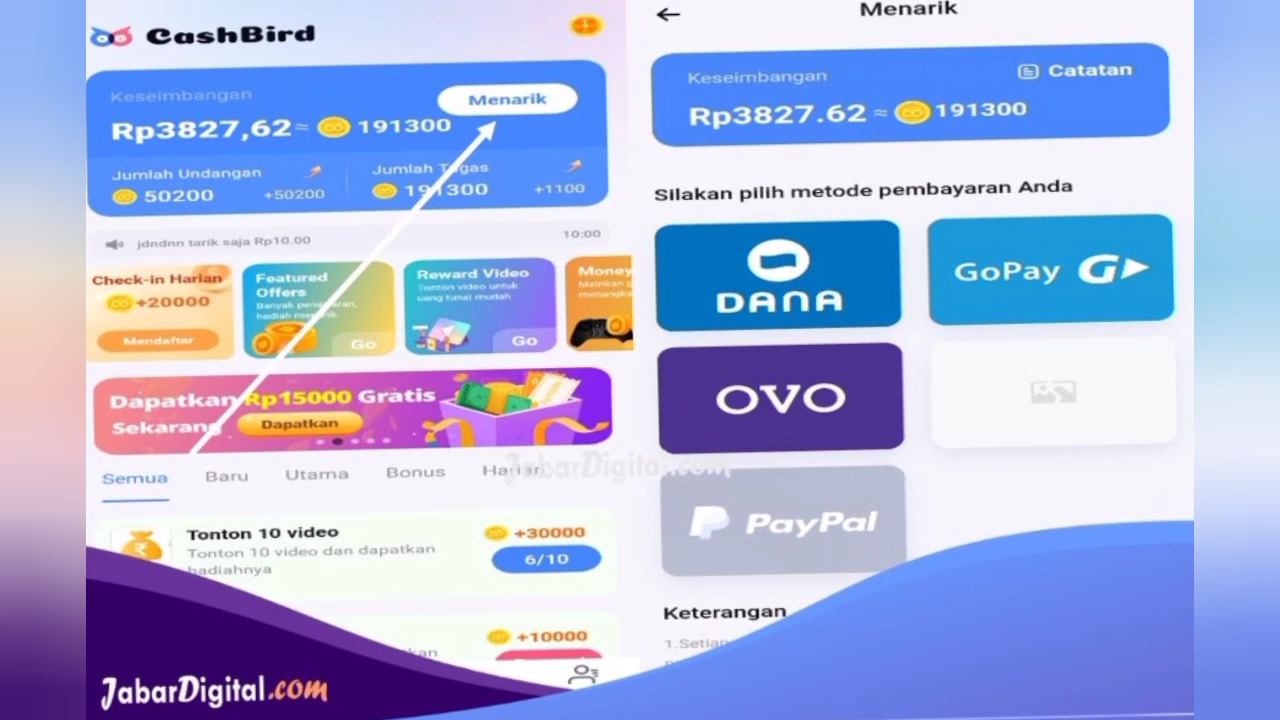 CashBird
Keseimbangan
Menarik
Rp3827,62≈ 191300
Jumlah Undangan
50200 +50200
Jumlah Tugas
191300 +1100
jdndnn tarik saja Rp10.00 10:00
Check-in Harian
+20000
Mendaftar
Featured
Offers
hadiah menarik
Go
Reward Video
Tonton video untuk
uang tunai mudah
Go
Money
Dapatkan Rp15000 Gratis
Sekarang Dapatkan
Semua Baru Utama Bonus Harian
Tonton 10 video +30000
Tonton 10 video dan dapatkan
hadiahnya
6/10
+10000
JabarDigital.com
Menarik
Keseimbangan Catatan
Rp3827.62 ≈ 191300
Silakan pilih metode pembayaran Anda
DANA
GoPay
OVO
PayPal
Keterangan
JabarDigital.com